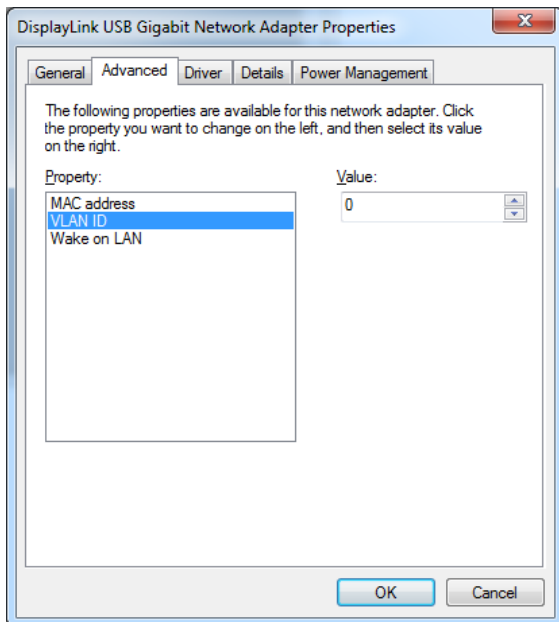 DisplayLink USB Gigabit Network Adapter Properties
General Advanced Driver Details Power Management
The following properties are available for this network adapter. Click
the property you want to change on the left, and then select its value
on the right.
Property:
MAC address
VLAN ID
Wake on LAN
Value:
0
OK Cancel